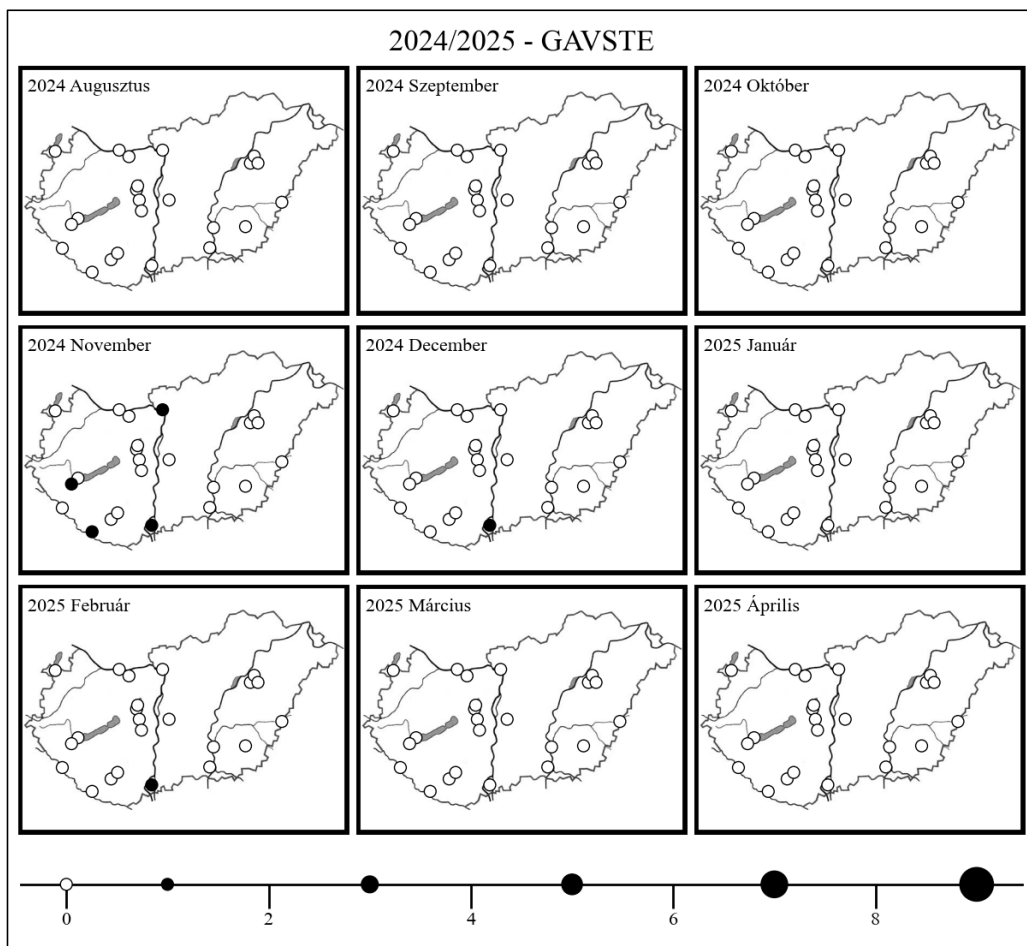 2024/2025 - GAVSTE
2024 Augusztus
2024 Szeptember
2024 Október
2024 November
2024 December
2025 Január
2025 Február
2025 Március
2025 Április
0 2 4 6 8